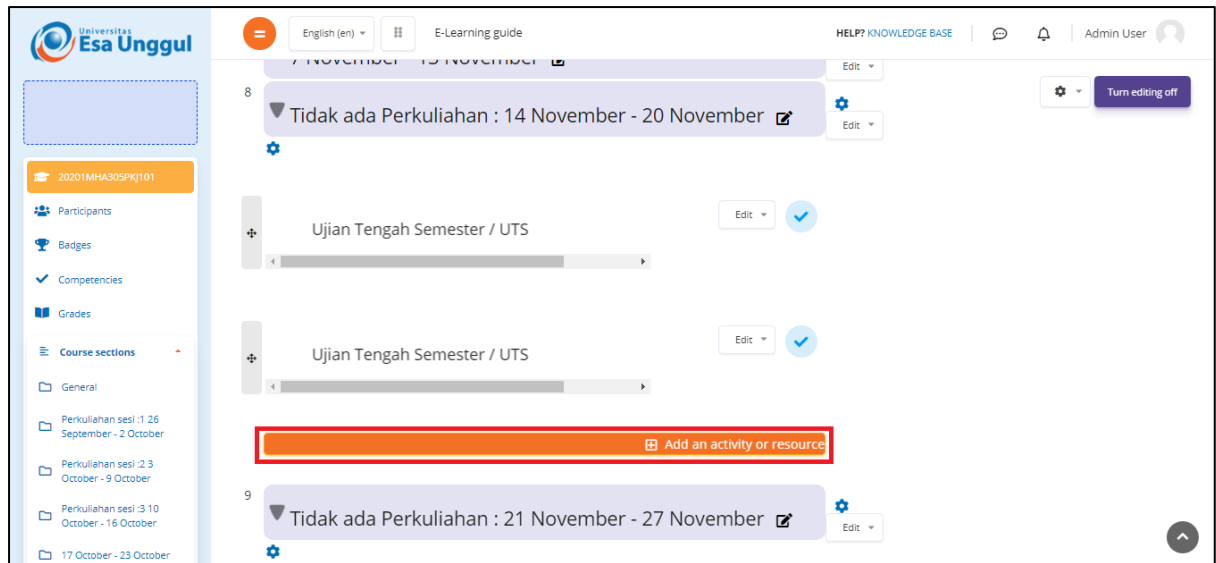 Universitas
Esa Unggul
English (en)
E-Learning guide
HELP? KNOWLEDGE BASE
Admin User
7 November - 13 November
Edit
Turn editing off
8
Tidak ada Perkuliahan : 14 November - 20 November
Edit
20201MHA305PKJ101
Participants
Badges
Competencies
Grades
Course sections
General
Perkuliahan sesi :1 26
September - 2 October
Perkuliahan sesi :2 3
October - 9 October
Perkuliahan sesi :3 10
October - 16 October
17 October - 23 October
Ujian Tengah Semester / UTS
Edit
Ujian Tengah Semester / UTS
Edit
Add an activity or resource
9
Tidak ada Perkuliahan : 21 November - 27 November
Edit